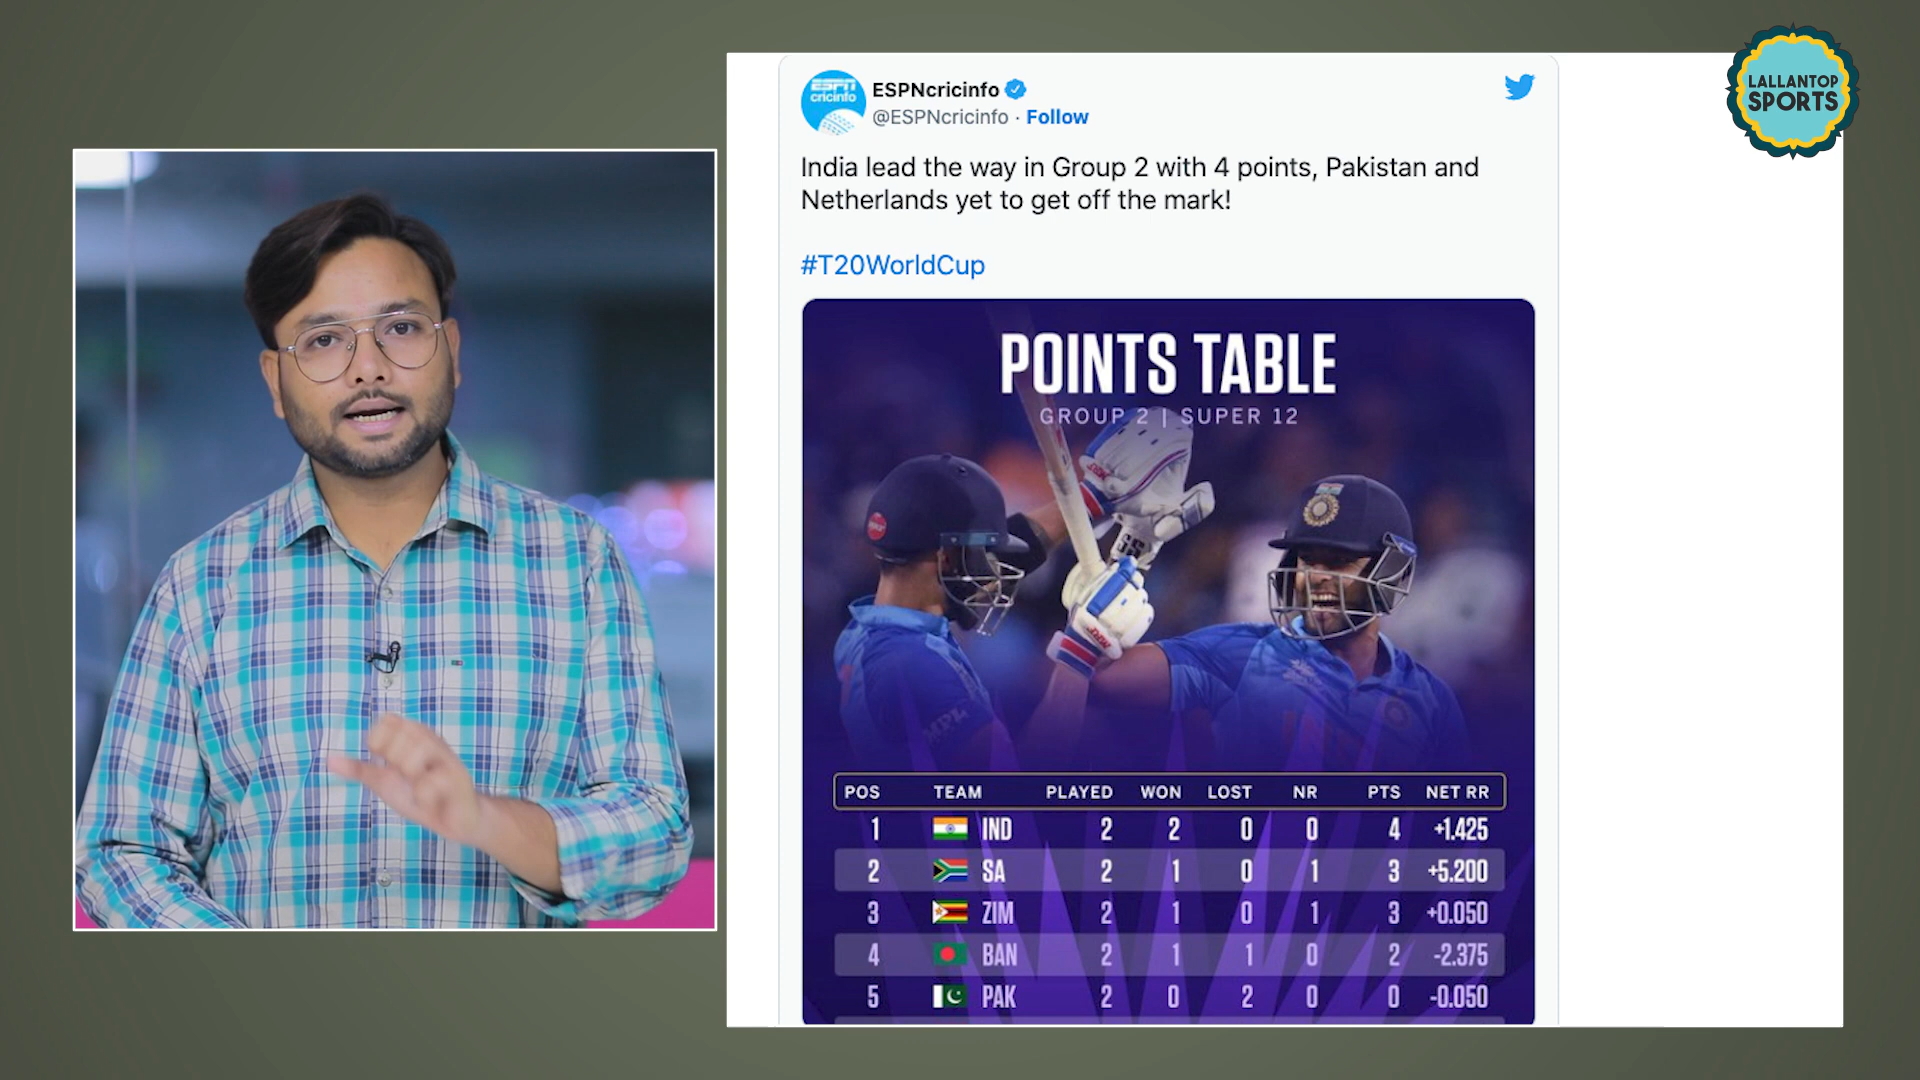 LALLANTOP
SPORTS
ESPN
cricinfo
ESPNcricinfo
@ESPNcricinfo · Follow
India lead the way in Group 2 with 4 points, Pakistan and
Netherlands yet to get off the mark!
#T20WorldCup
POINTS TABLE
GROUP 2 | SUPER 12
SS
MPL
POS TEAM PLAYED WON LOST NR PTS NET RR
1 IND 2 2 0 0 4 +1.425
2 SA 2 1 0 1 3 +5.200
3 ZIM 2 1 0 1 3 +0.050
4 BAN 2 1 1 0 2 -2.375
5 PAK 2 0 2 0 0 -0.050